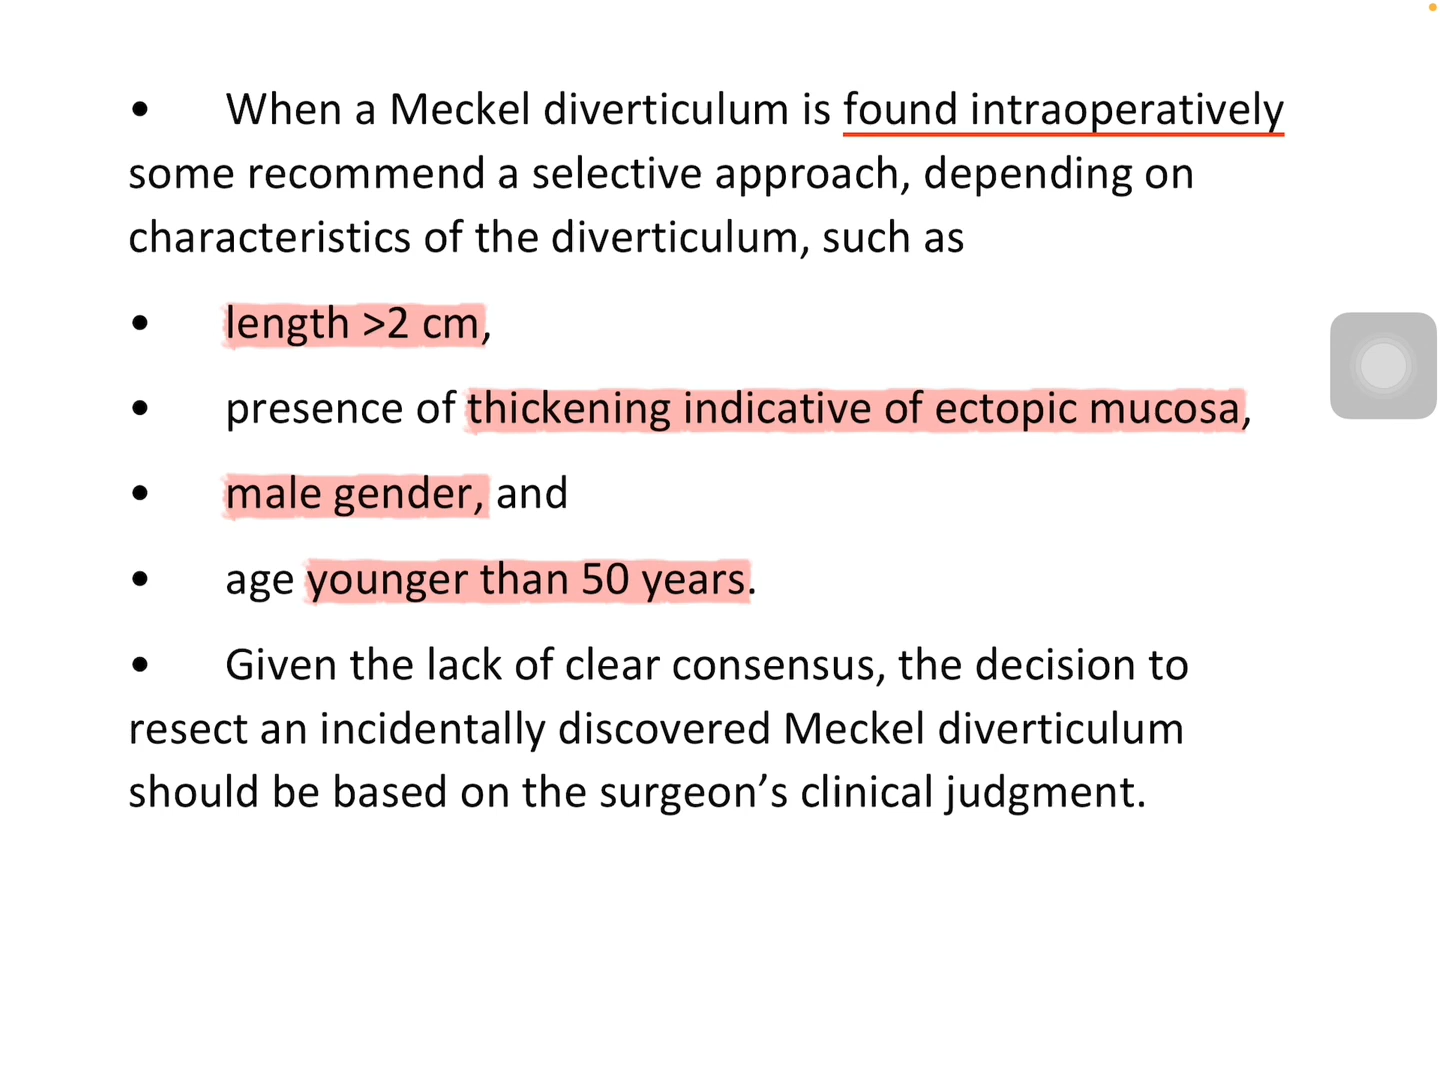 • When a Meckel diverticulum is found intraoperatively
some recommend a selective approach, depending on
characteristics of the diverticulum, such as
• length >2 cm,
• presence of thickening indicative of ectopic mucosa,
• male gender, and
• age younger than 50 years.
• Given the lack of clear consensus, the decision to
resect an incidentally discovered Meckel diverticulum
should be based on the surgeon’s clinical judgment.